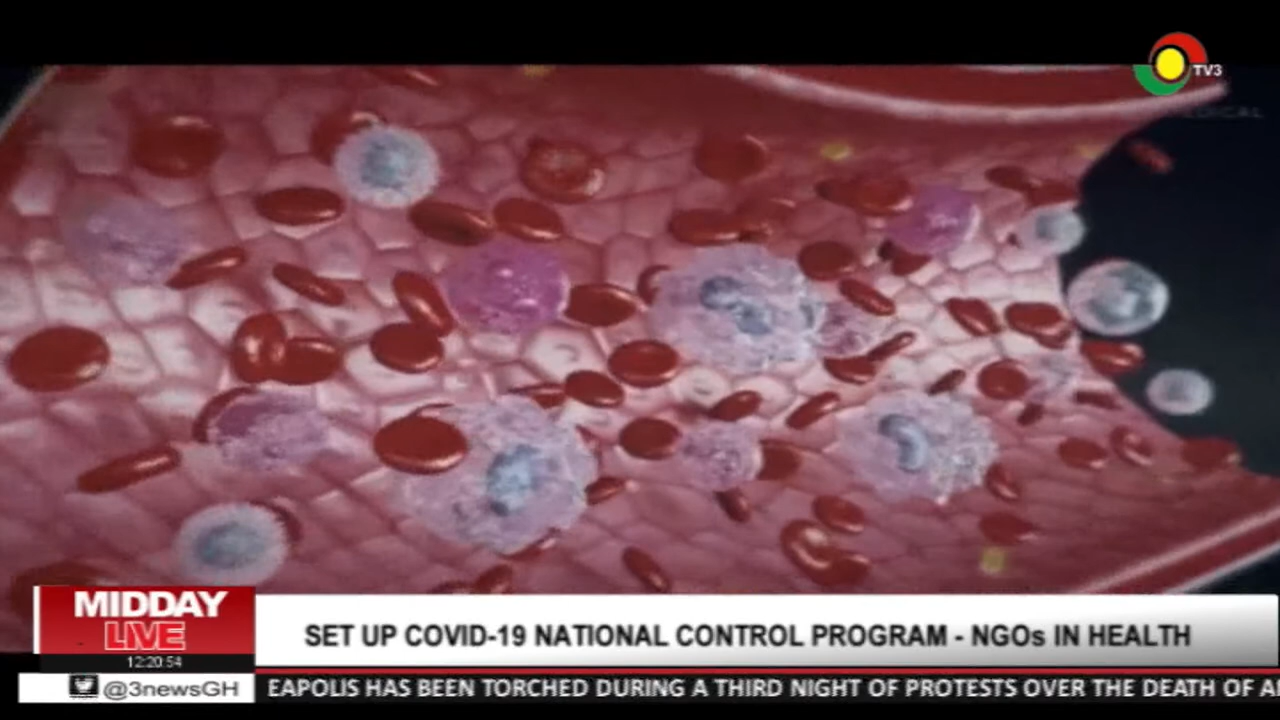 TV3
MEDICAL
MIDDAY
LIVE
SET UP COVID-19 NATIONAL CONTROL PROGRAM - NGOs IN HEALTH
12:20:54
@3newsGH
EAPOLIS HAS BEEN TORCHED DURING A THIRD NIGHT OF PROTESTS OVER THE DEATH OF